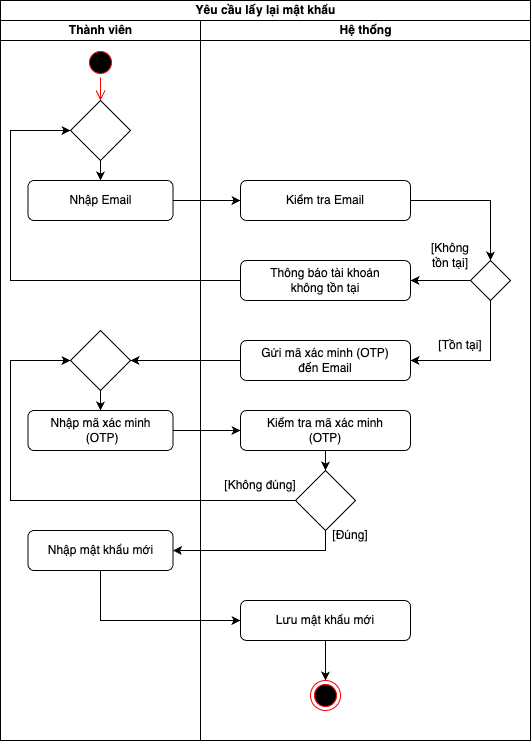 Yêu cầu lấy lại mật khẩu
Thành viên
Hệ thống
Nhập Email
Kiểm tra Email
[Không
tồn tại]
Thông báo tài khoản
không tồn tại
[Tồn tại]
Gửi mã xác minh (OTP)
đến Email
Nhập mã xác minh
(OTP)
Kiểm tra mã xác minh
(OTP)
[Không đúng]
[Đúng]
Nhập mật khẩu mới
Lưu mật khẩu mới